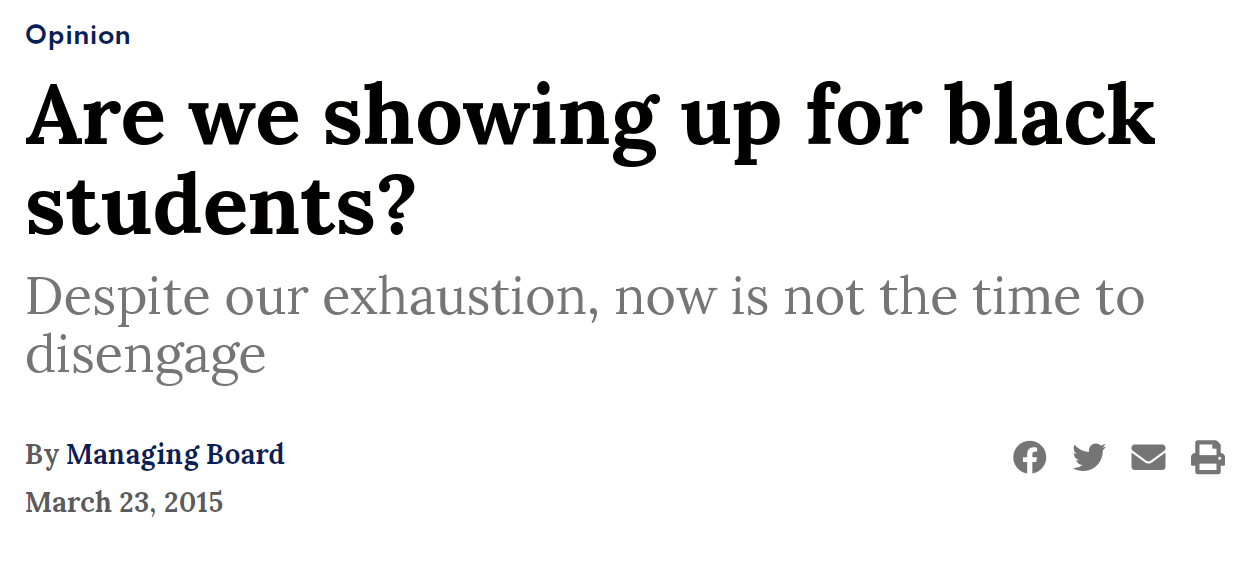 Opinion
Are we showing up for black
students?
Despite our exhaustion, now is not the time to
disengage
By Managing Board
March 23, 2015